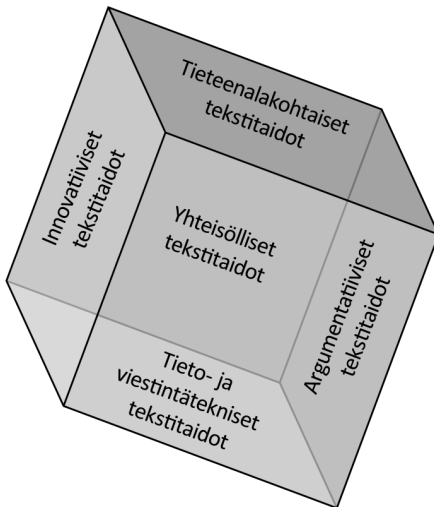 Tieteenalakohtaiset
tekstitaidot
Innovatiiviset
tekstitaidot
Yhteisölliset
tekstitaidot
Argumentatiiviset
tekstitaidot
Tieto- ja
viestintätekniset
tekstitaidot